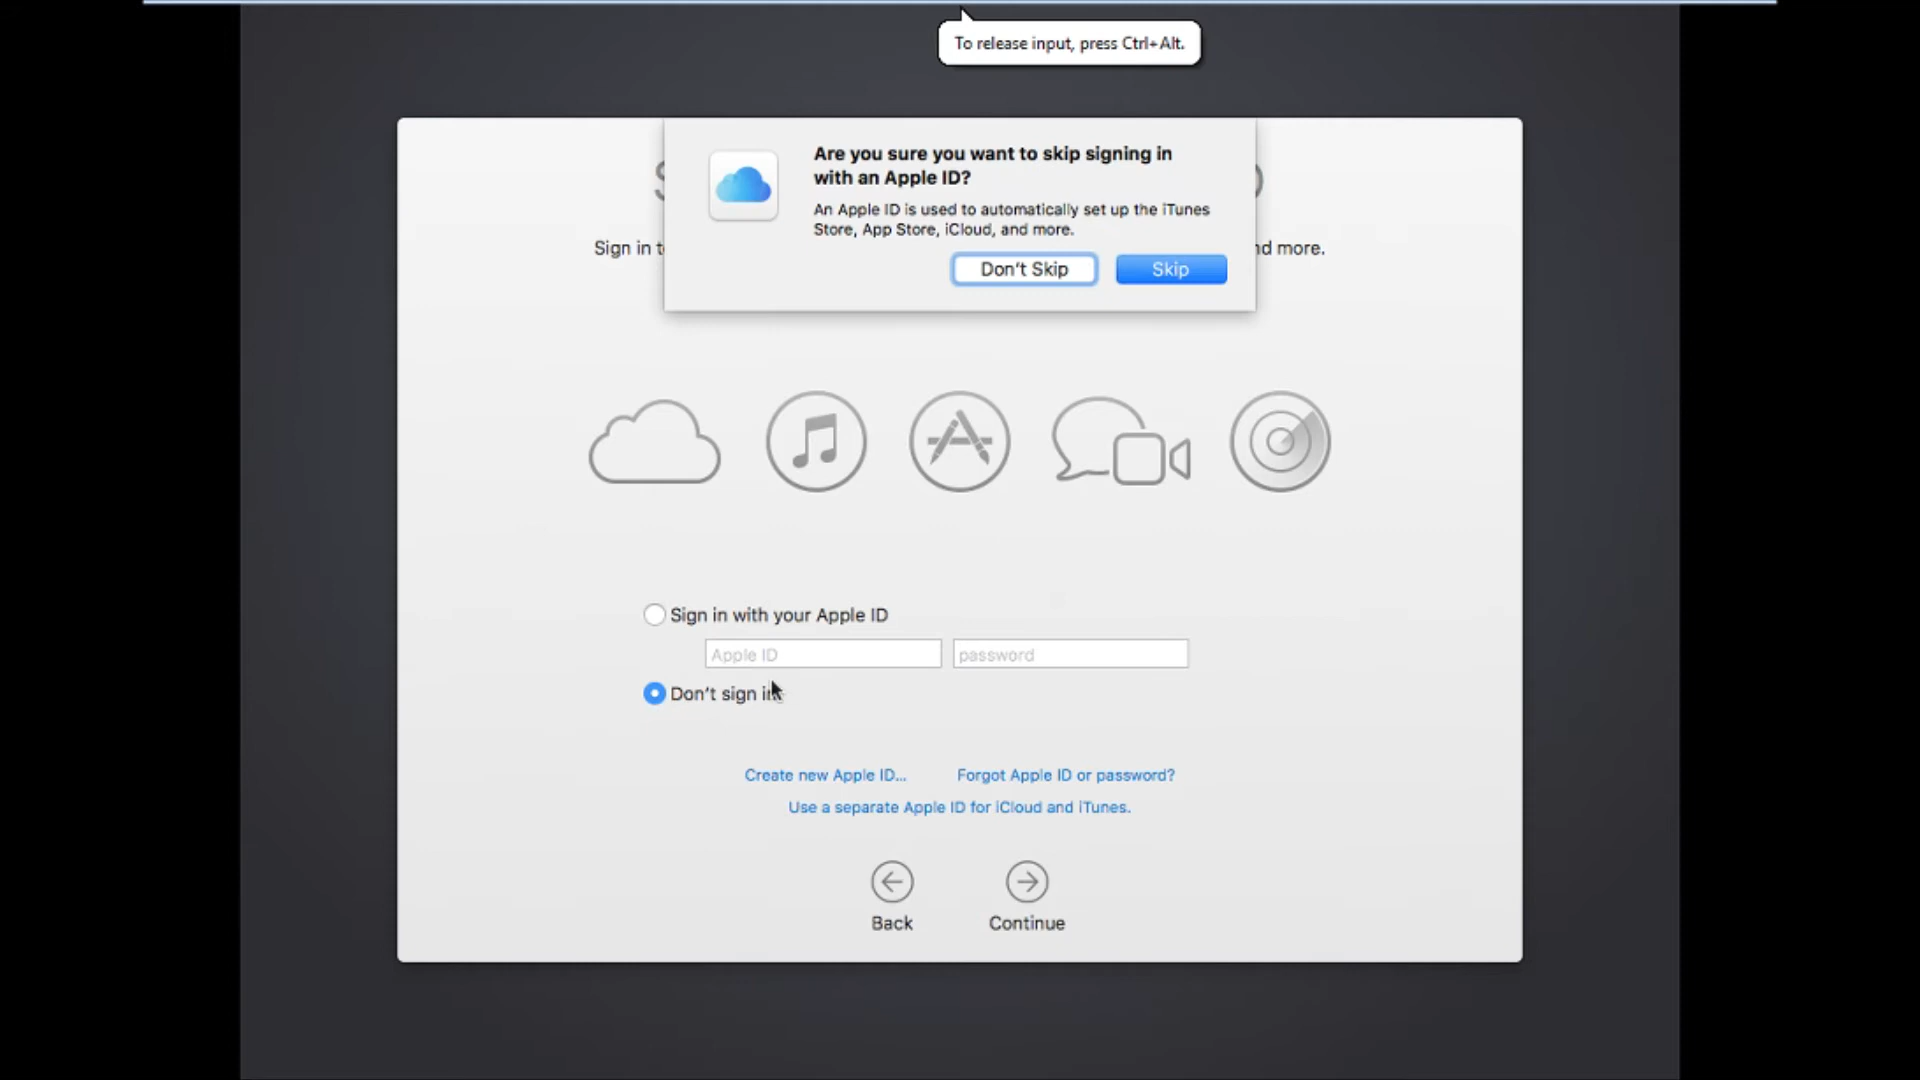 To release input, press Ctrl+Alt.
Are you sure you want to skip signing in
with an Apple ID?
An Apple ID is used to automatically set up the iTunes
Store, App Store, iCloud, and more.
Don't Skip
Skip
Sign in
more.
Sign in with your Apple ID
Apple ID
password
Don't sign in
Create new Apple ID...
Forgot Apple ID or password?
Use a separate Apple ID for iCloud and iTunes.
Back
Continue